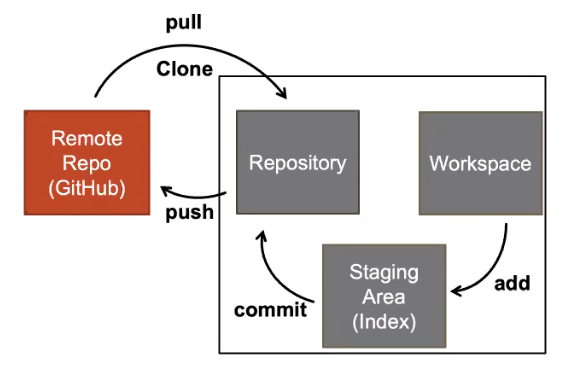 pull
Clone
Remote
Repo
(GitHub)
Repository
Workspace
push
Staging
Area
(Index)
commit
add